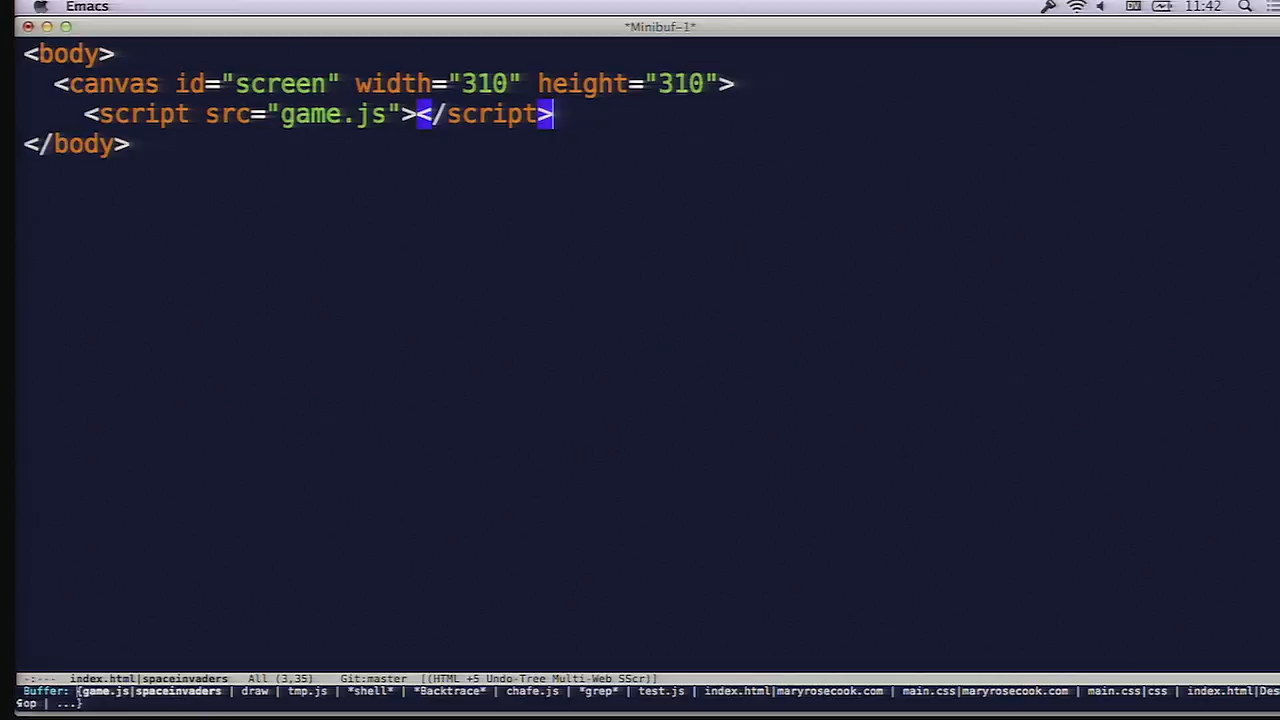 Emacs 11:42
*Minibuf-1*
<body>
<canvas id="screen" width="310" height="310">
<script src="game.js"></script>
</body>
-:--- index.html|spaceinvaders All (3,35) Git:master [(HTML +5 Undo-Tree Multi-Web SScr)]
Buffer: {game.js|spaceinvaders | draw | tmp.js | *shell* | *Backtrace* | chafe.js | *grep* | test.js | index.html|maryrosecook.com | main.css|maryrosecook.com | main.css|css | index.html|Des
| ...}